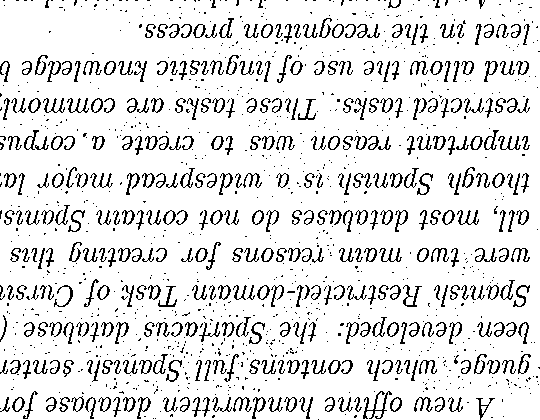 A new offline handwritten database for
guage, which contains full Spanish senten
been developed: the Spartacus database (
Spanish Restricted-domain Task of Cursiv
were two main reasons for creating this
all, most databases do not contain Spanis
though Spanish is a widespread major la
important reason was to create a corpus
restricted tasks. These tasks are commonl
and allow the use of linguistic knowledge b
level in the recognition process.